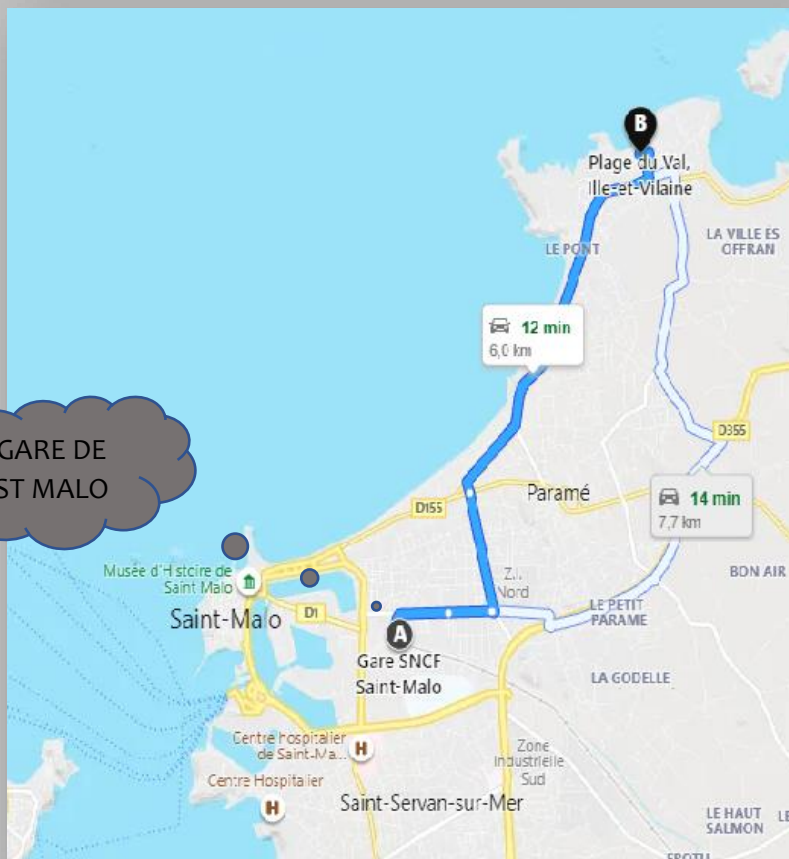 B
Plage du Val,
Ille-et-Vilaine
LA VILLE ES
OFFRAN
LE PONT
12 min
6,0 km
D355
GARE DE
ST MALO
Paramé
14 min
7,7 km
D155
Musée d'Histoire de
Saint Malo
Saint-Malo
D1
Z.I.
Nord
BON AIR
LE PETIT
PARAME
A
Gare SNCF
Saint-Malo
LA GODELLE
Centre hospitalier
de Saint-Ma...
H
Zone
Industrielle
Sud
Centre Hospitalier
H
Saint-Servan-sur-Mer
LE HAUT
SALMON
LE